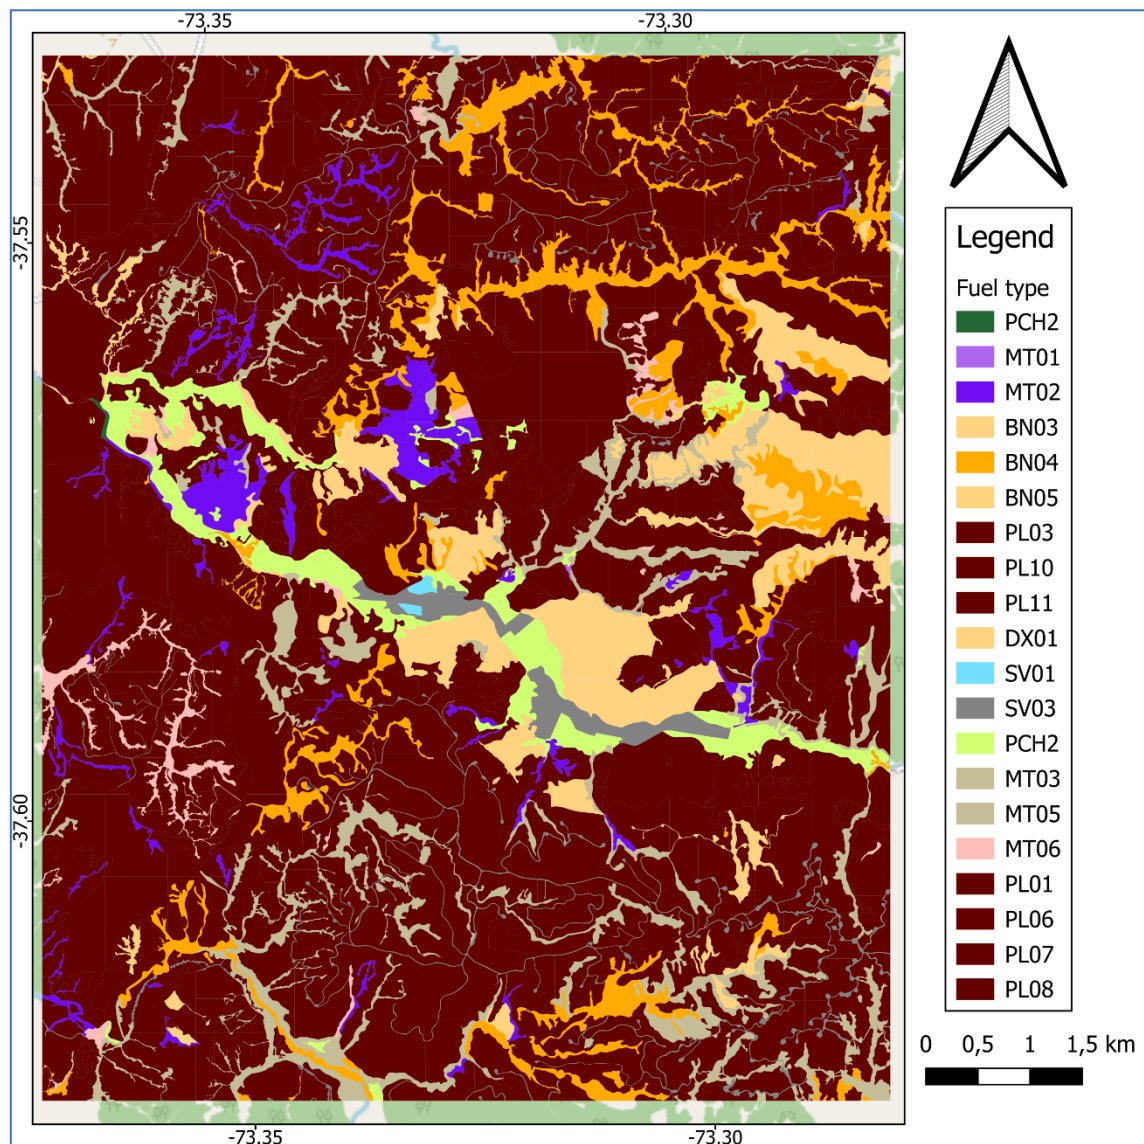 -73.35 -73.30
-37.55
-37.60
-73.35 -73.30
Legend
Fuel type
PCH2
MT01
MT02
BN03
BN04
BN05
PL03
PL10
PL11
DX01
SV01
SV03
PCH2
MT03
MT05
MT06
PL01
PL06
PL07
PL08
0 0,5 1 1,5 km